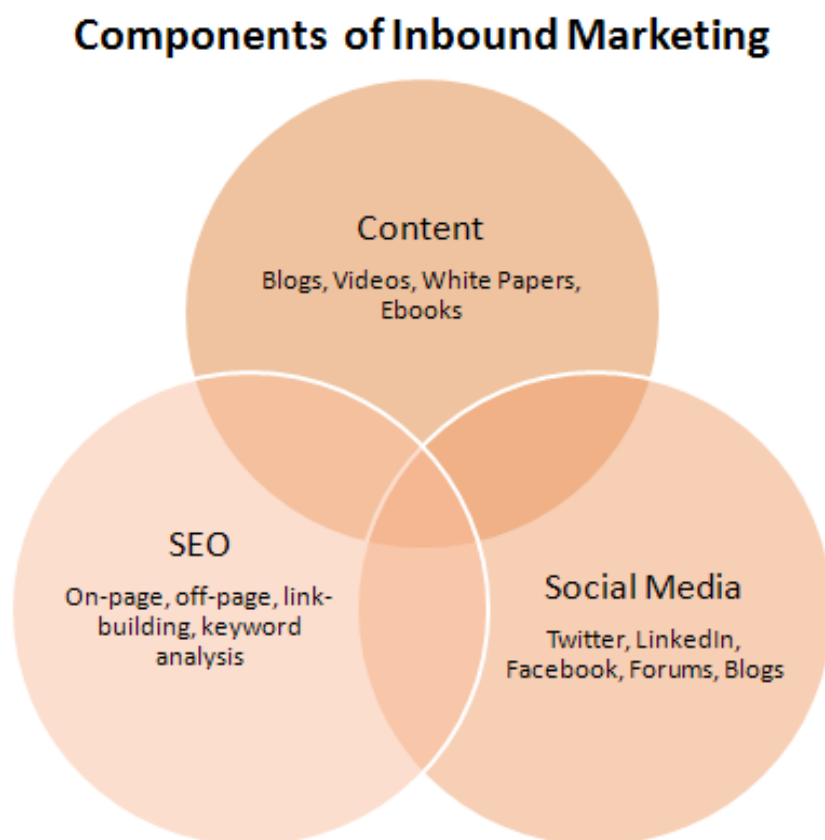 Components of Inbound Marketing
Content
Blogs, Videos, White Papers,
Ebooks
SEO
On-page, off-page, link-
building, keyword
analysis
Social Media
Twitter, LinkedIn,
Facebook, Forums, Blogs